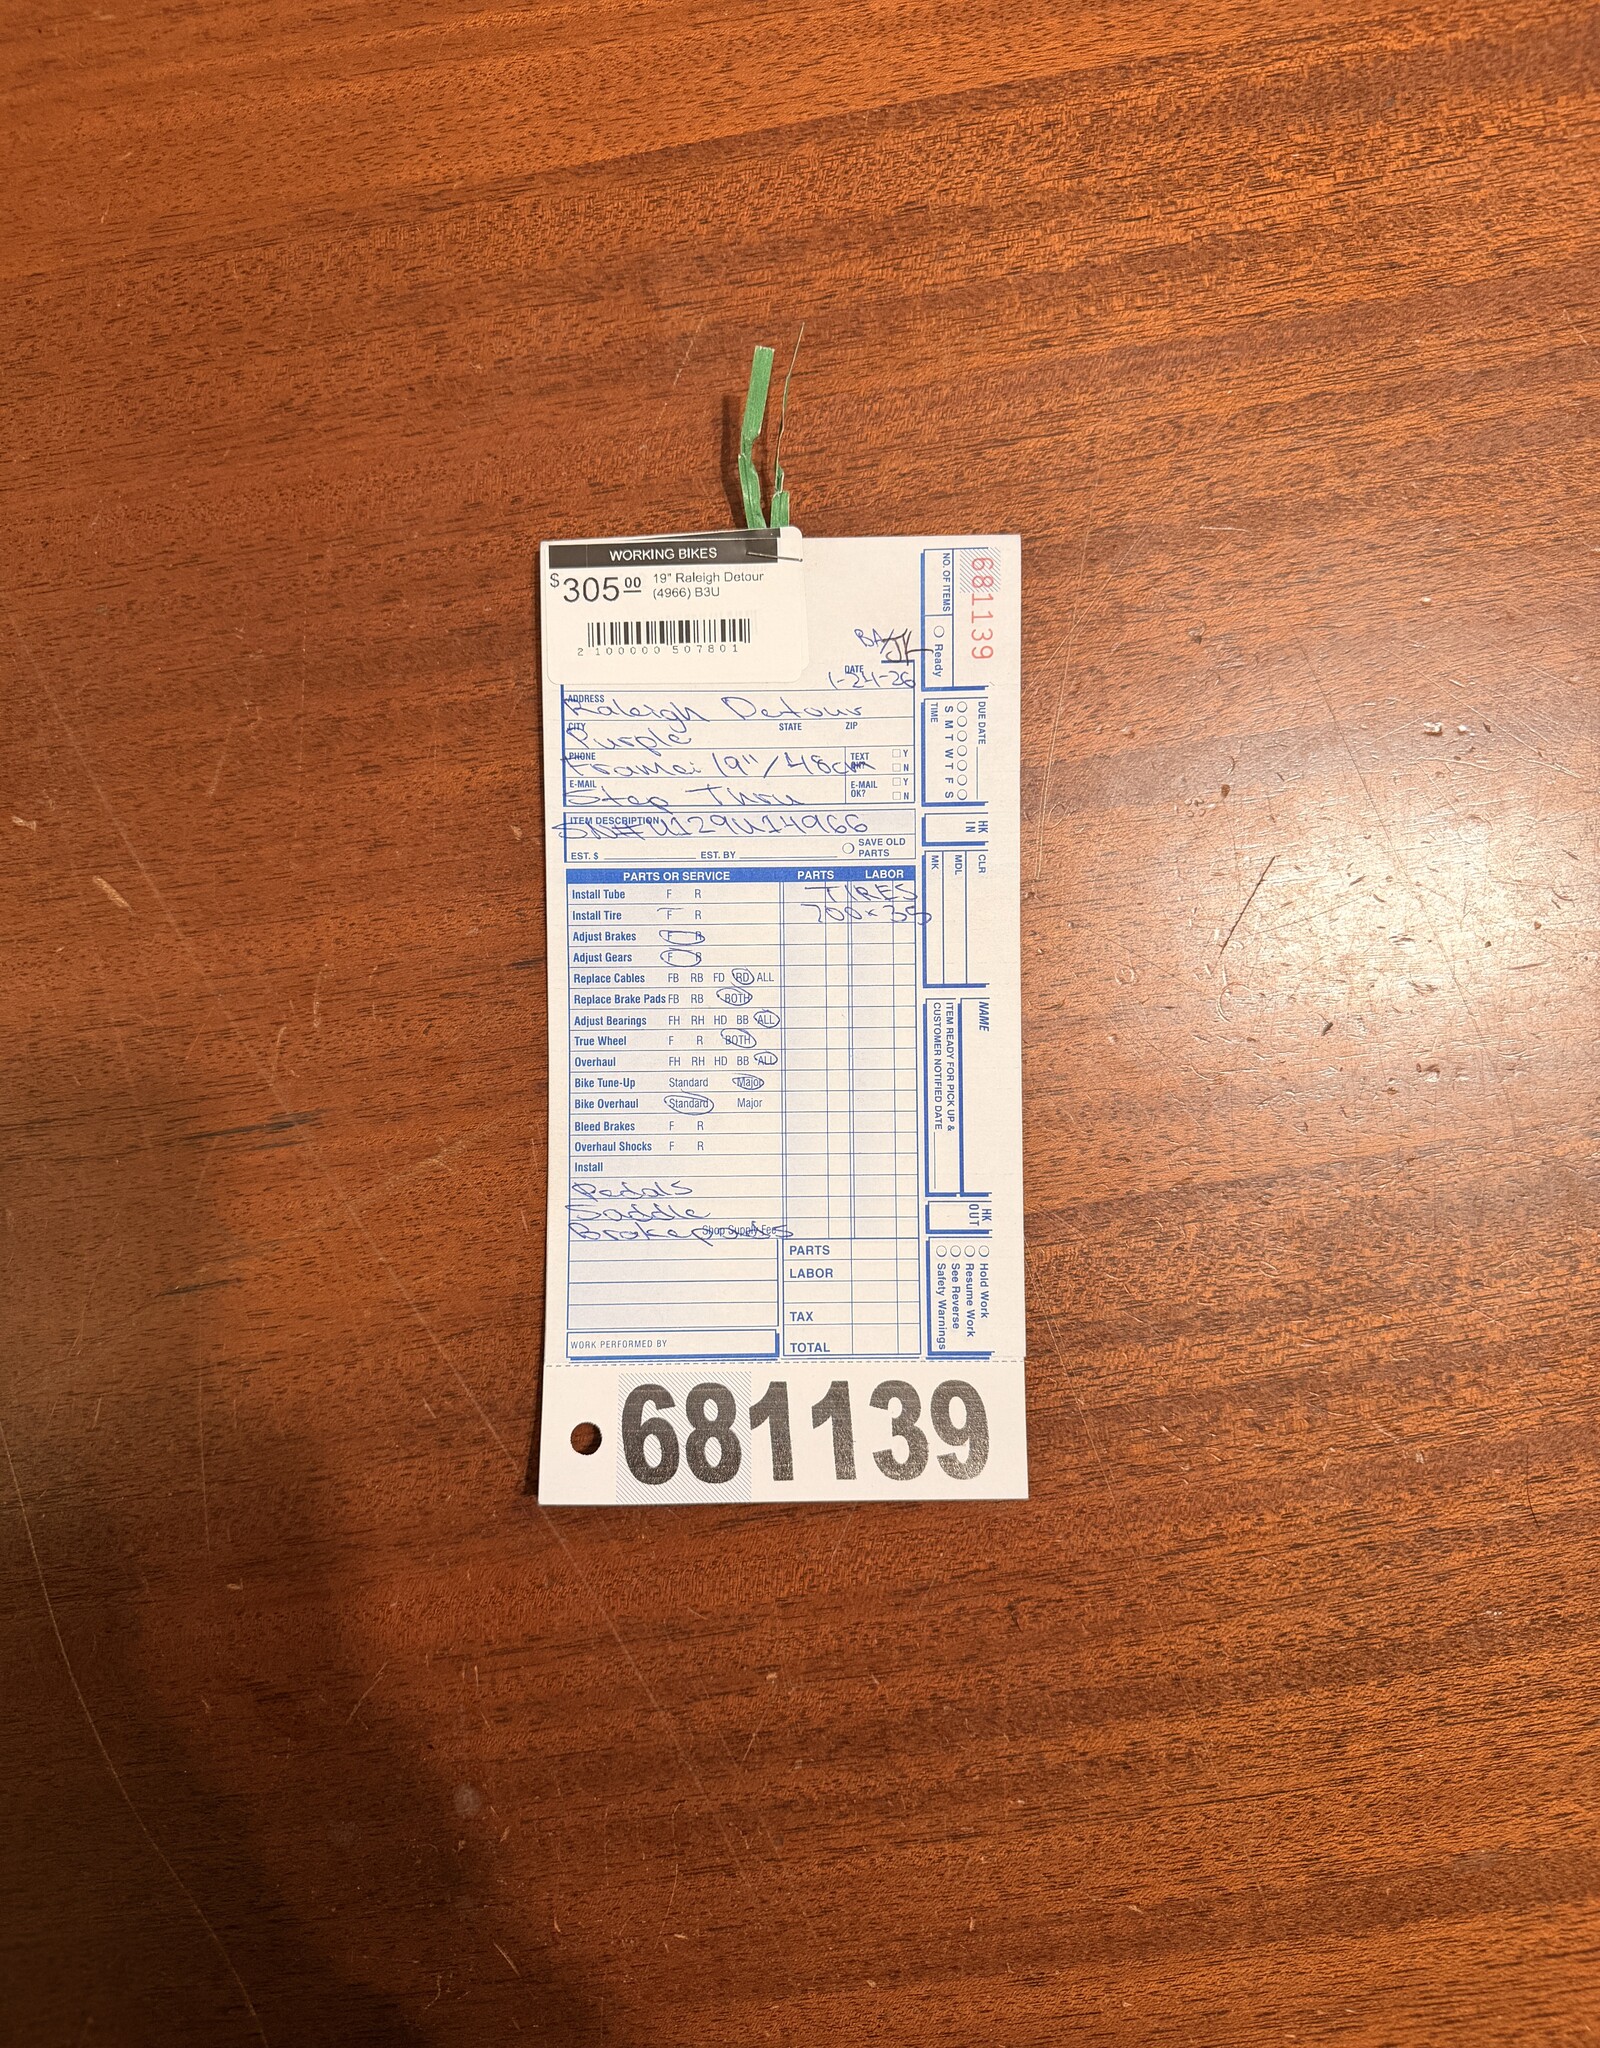 WORKING BIKES
$305.00 19" Raleigh Detour
(4966) B3U
2 100000 507801
DATE
1-24-26
ADDRESS
Raleigh Detour
CITY STATE ZIP
Purple
PHONE TEXT Y
Frame: 19"/48cm N
E-MAIL E-MAIL OK? Y
Step Thru N
ITEM DESCRIPTION
SN# U129U14966
SAVE OLD PARTS
EST. $ EST. BY
PARTS OR SERVICE PARTS LABOR
Install Tube F R TIRES
Install Tire F R 700x35
Adjust Brakes F R
Adjust Gears F R
Replace Cables FB RB FD RD ALL
Replace Brake Pads FB RB BOTH
Adjust Bearings FH RH HD BB ALL
True Wheel F R BOTH
Overhaul FH RH HD BB ALL
Bike Tune-Up Standard Major
Bike Overhaul Standard Major
Bleed Brakes F R
Overhaul Shocks F R
Install
Pedals
Saddle
Shop Supply Fee
Brakepads
PARTS
LABOR
TAX
TOTAL
WORK PERFORMED BY
681139
681139
NO. OF ITEMS
Ready
DUE DATE
S M T W T F S
TIME
HK IN
CLR
MDL
MK
NAME
ITEM READY FOR PICK UP &
CUSTOMER NOTIFIED DATE
HK OUT
Hold Work
Resume Work
See Reverse
Safety Warnings